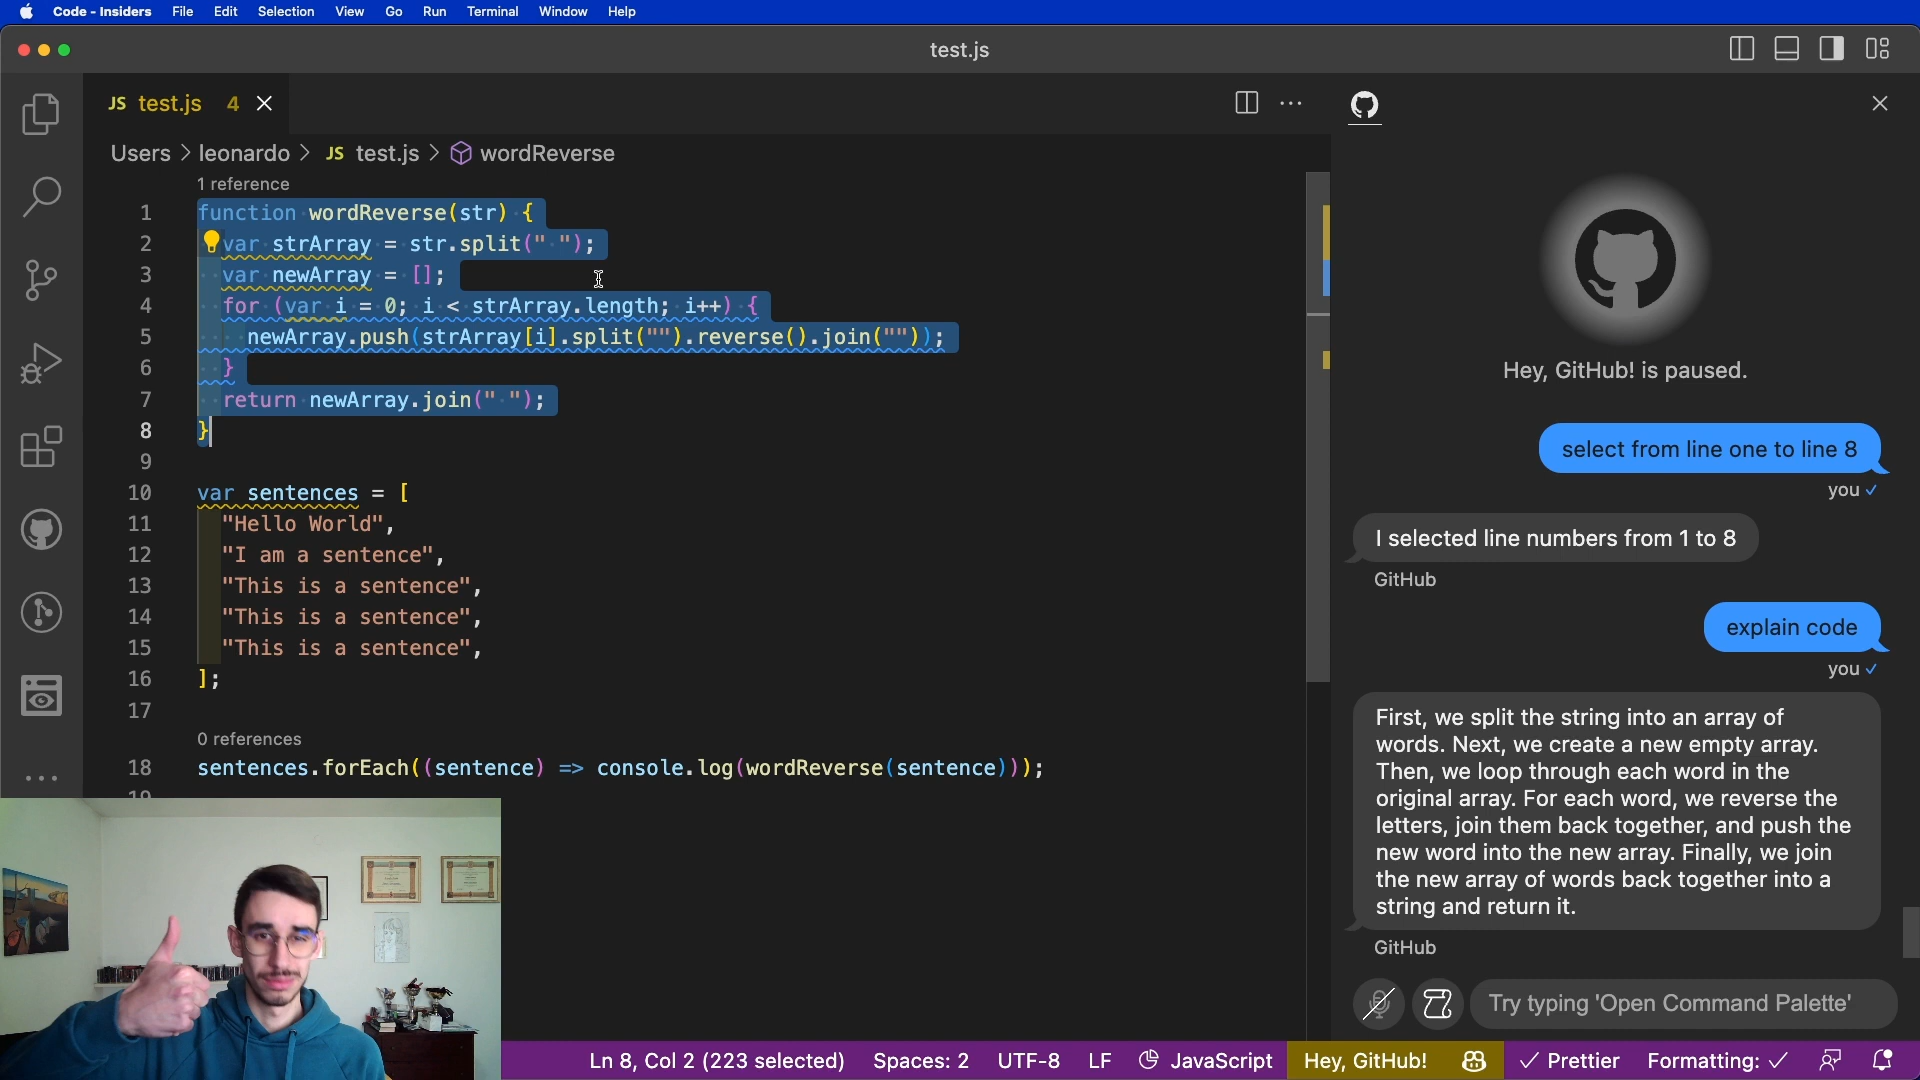 Code - Insiders File Edit Selection View Go Run Terminal Window Help
test.js
JS test.js 4
Users > leonardo > JS test.js > wordReverse
1 reference
1 function wordReverse(str) {
2 var strArray = str.split(" ");
3 var newArray = [];
4 for (var i = 0; i < strArray.length; i++) {
5 newArray.push(strArray[i].split("").reverse().join(""));
6 }
7 return newArray.join(" ");
8 }
9
10 var sentences = [
11 "Hello World",
12 "I am a sentence",
13 "This is a sentence",
14 "This is a sentence",
15 "This is a sentence",
16 ];
17
0 references
18 sentences.forEach((sentence) => console.log(wordReverse(sentence)));
19
Hey, GitHub! is paused.
select from line one to line 8
you ✓
I selected line numbers from 1 to 8
GitHub
explain code
you ✓
First, we split the string into an array of
words. Next, we create a new empty array.
Then, we loop through each word in the
original array. For each word, we reverse the
letters, join them back together, and push the
new word into the new array. Finally, we join
the new array of words back together into a
string and return it.
GitHub
Try typing 'Open Command Palette'
Ln 8, Col 2 (223 selected) Spaces: 2 UTF-8 LF JavaScript Hey, GitHub! ✓ Prettier Formatting: ✓